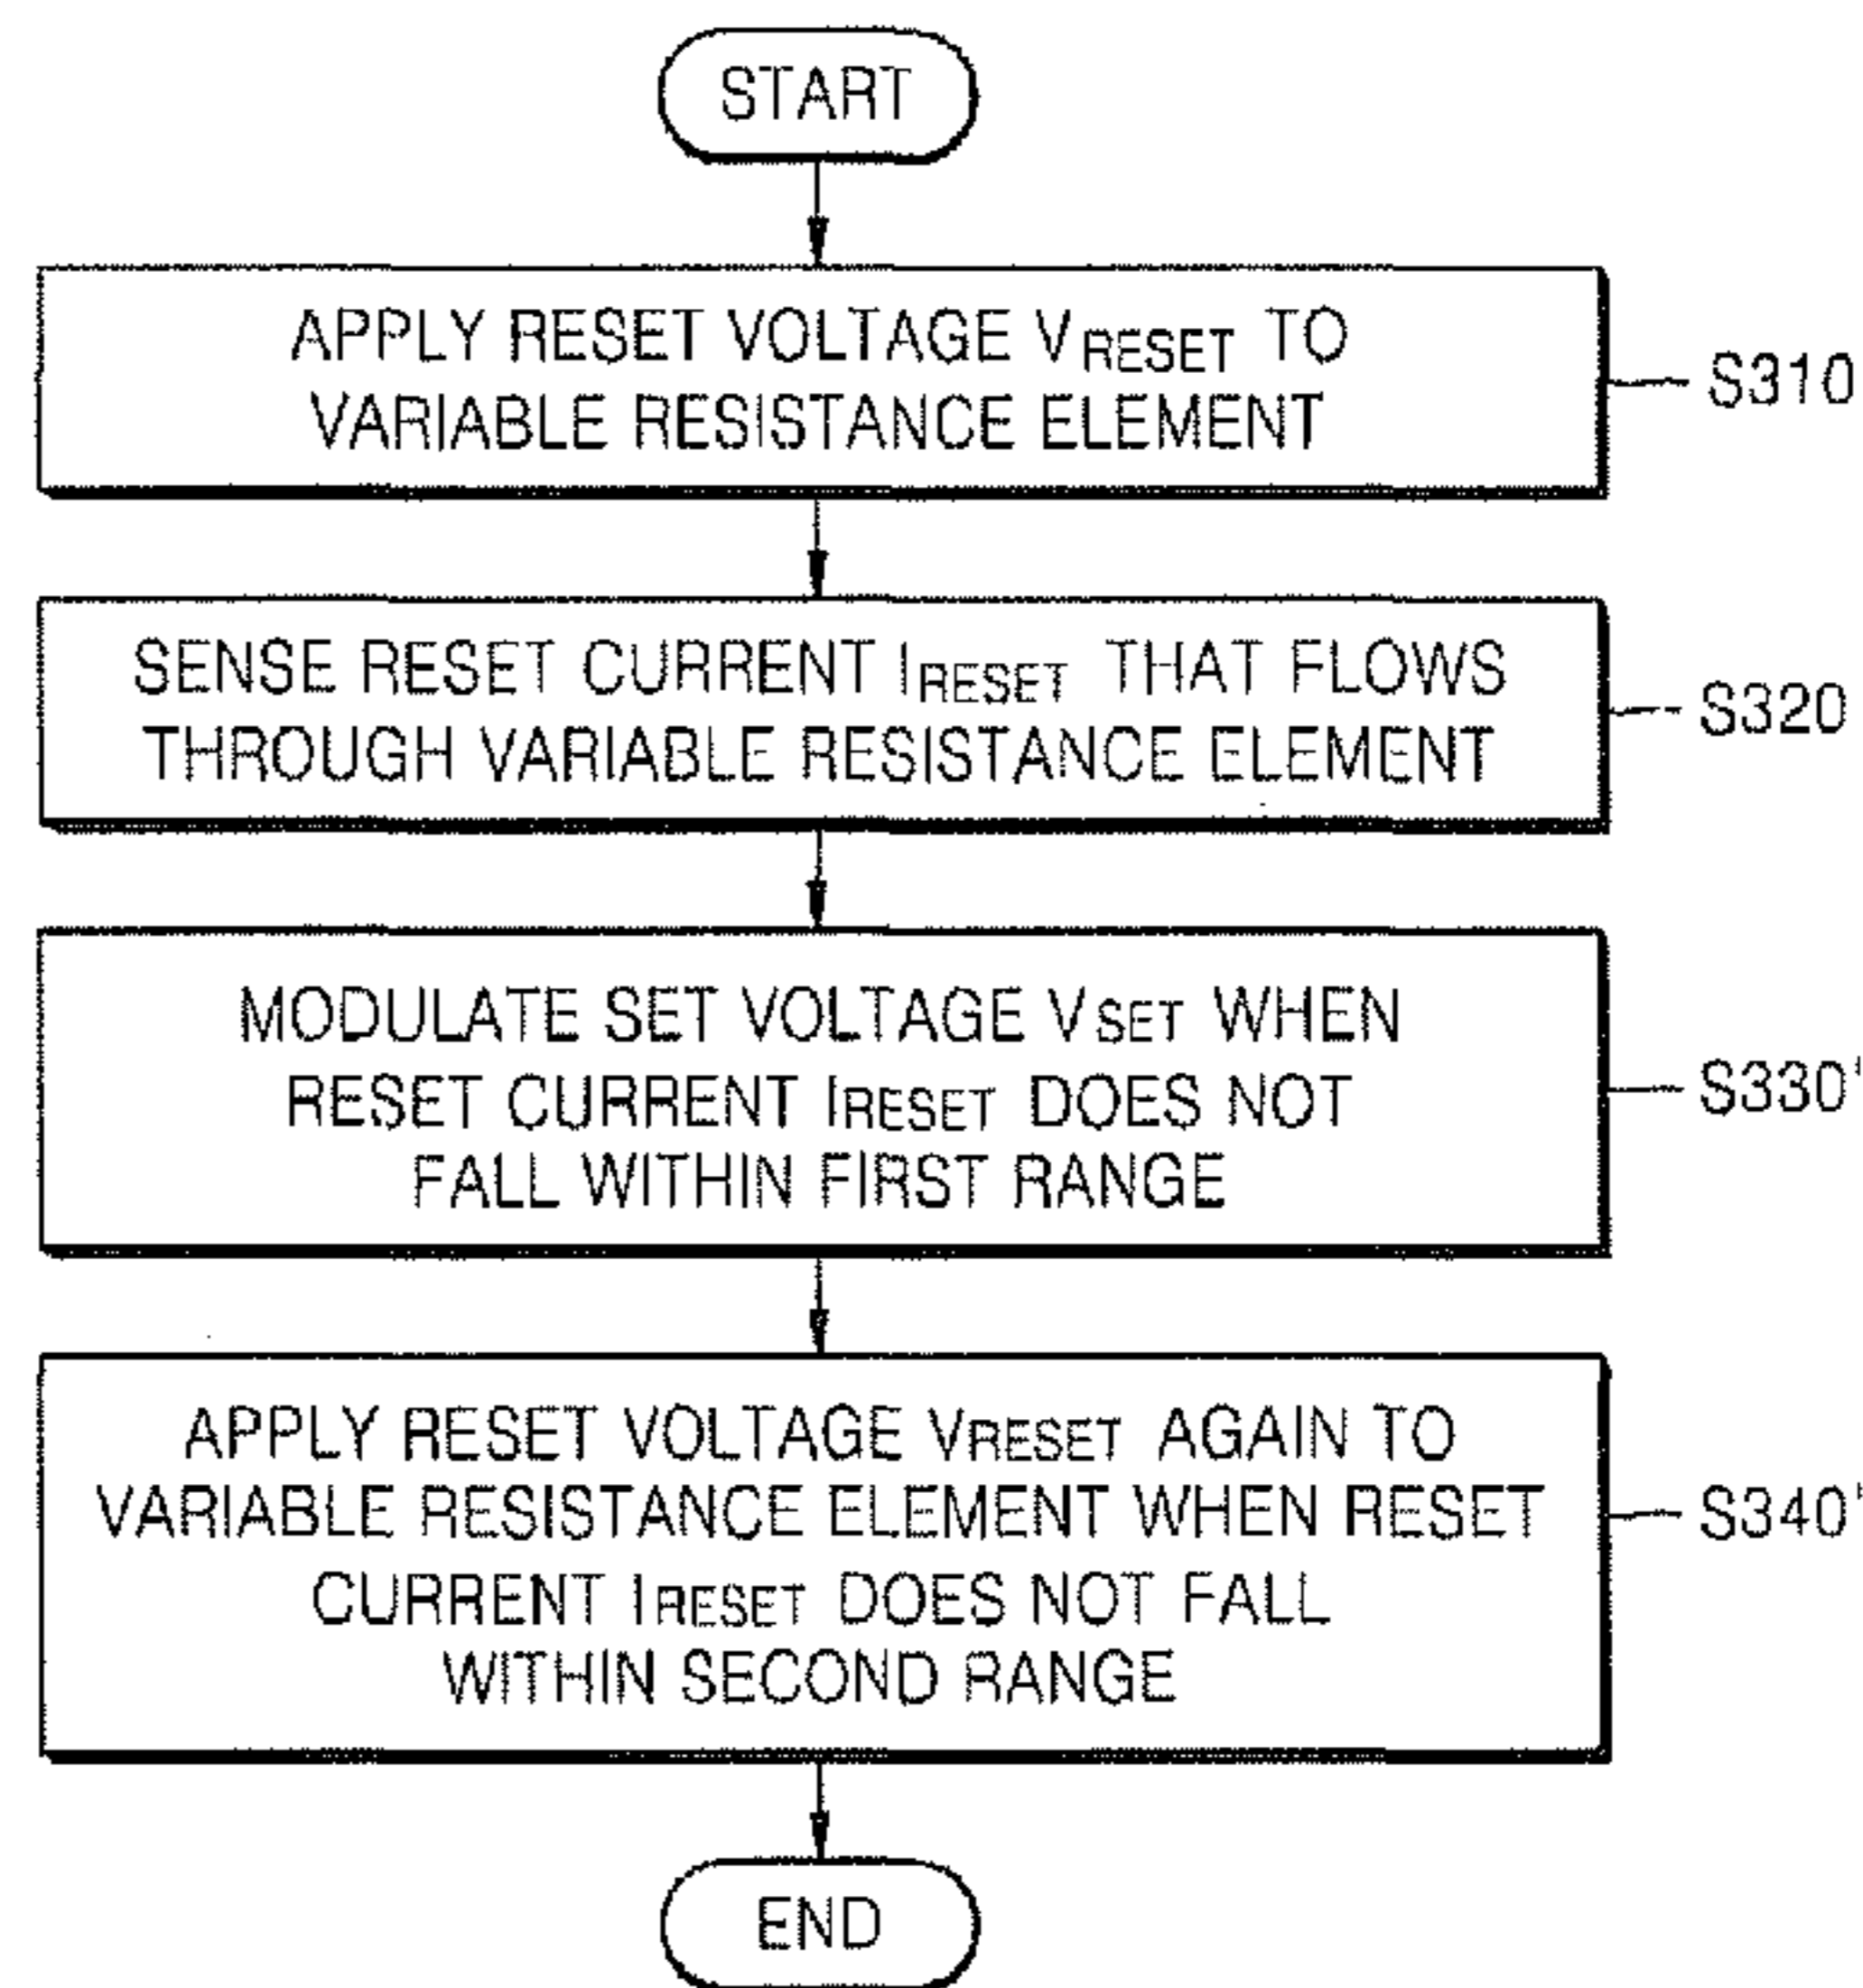 START
APPLY RESET VOLTAGE VRESET TO
VARIABLE RESISTANCE ELEMENT
S310
SENSE RESET CURRENT IRESET THAT FLOWS
THROUGH VARIABLE RESISTANCE ELEMENT
S320
MODULATE SET VOLTAGE VSET WHEN
RESET CURRENT IRESET DOES NOT
FALL WITHIN FIRST RANGE
S330'
APPLY RESET VOLTAGE VRESET AGAIN TO
VARIABLE RESISTANCE ELEMENT WHEN RESET
CURRENT IRESET DOES NOT FALL
WITHIN SECOND RANGE
S340'
END